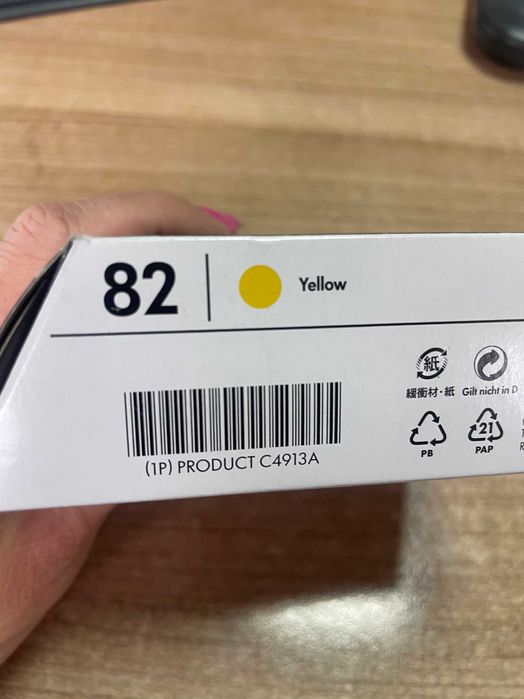 82
Yellow
紙
緩衝材・紙
Gilt nicht in D
PB
21
PAP
(1P) PRODUCT C4913A